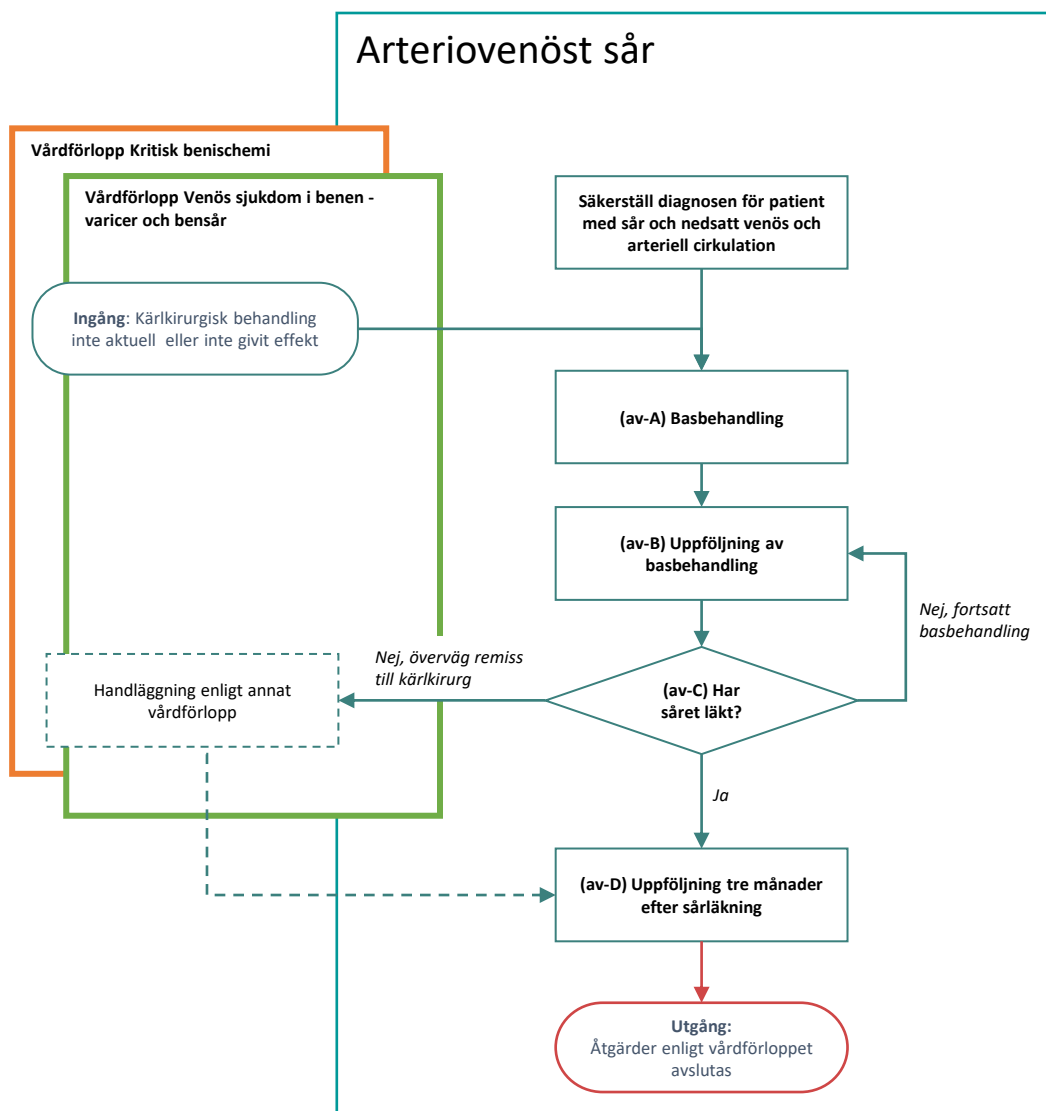 Arteriovenöst sår
Vårdförlopp Kritisk benischemi
Vårdförlopp Venös sjukdom i benen -
varicer och bensår
Säkerställ diagnosen för patient
med sår och nedsatt venös och
arteriell cirkulation
Ingång: Kärlkirurgisk behandling
inte aktuell eller inte givit effekt
(av-A) Basbehandling
(av-B) Uppföljning av
basbehandling
Nej, fortsatt
basbehandling
Nej, överväg remiss
till kärlkirurg
(av-C) Har
såret läkt?
Handläggning enligt annat
vårdförlopp
Ja
(av-D) Uppföljning tre månader
efter sårläkning
Utgång:
Åtgärder enligt vårdförloppet
avslutas